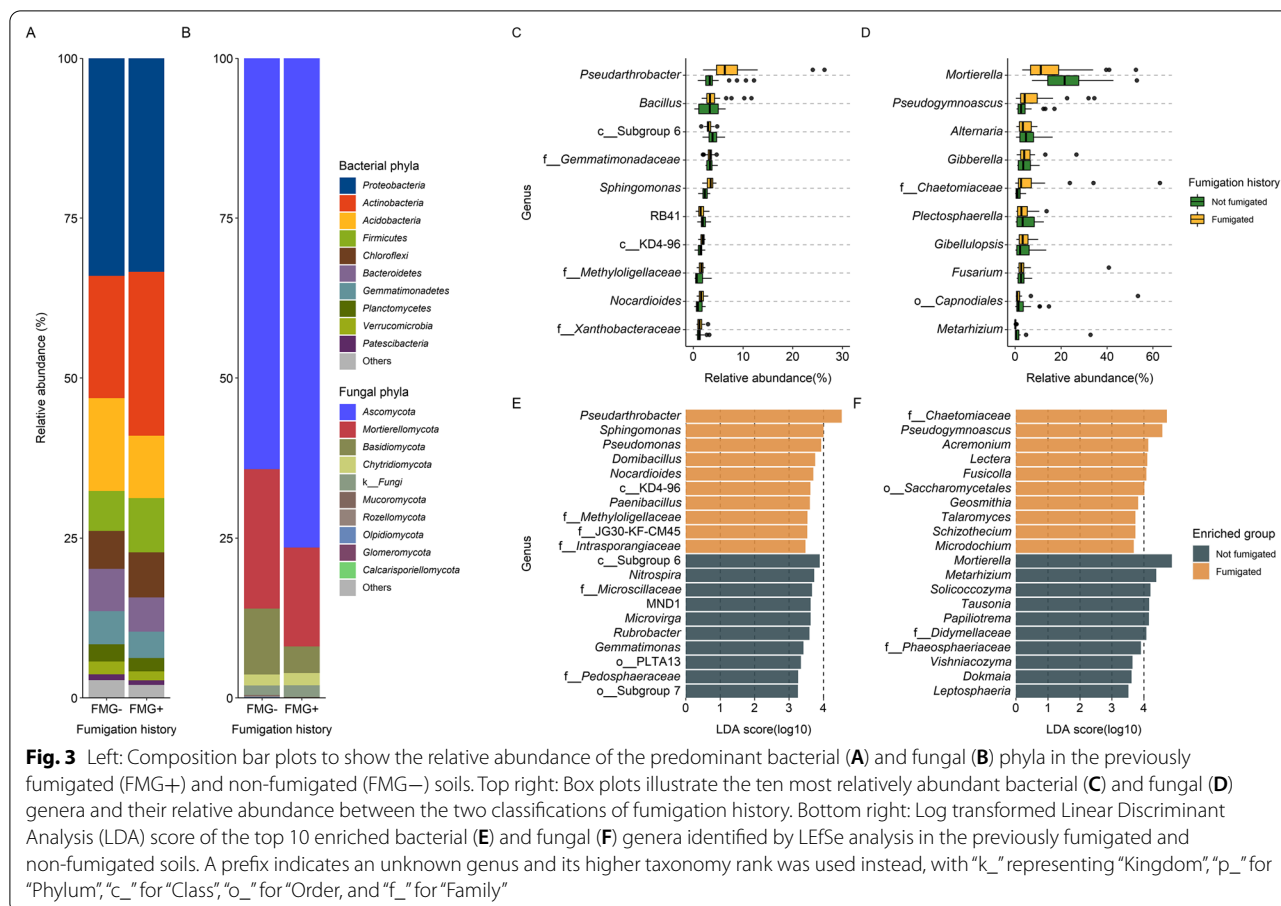 A
B
C
D
100
75
50
25
0
Relative abundance (%)
FMG-
FMG+
Fumigation history
Bacterial phyla
Proteobacteria
Actinobacteria
Acidobacteria
Firmicutes
Chloroflexi
Bacteroidetes
Gemmatimonadetes
Planctomycetes
Verrucomicrobia
Patescibacteria
Others
100
75
50
25
0
FMG-
FMG+
Fumigation history
Fungal phyla
Ascomycota
Mortierellomycota
Basidiomycota
Chytridiomycota
k__Fungi
Mucoromycota
Rozellomycota
Olpidiomycota
Glomeromycota
Calcarisporiellomycota
Others
Genus
Pseudarthrobacter
Bacillus
c__Subgroup 6
f__Gemmatimonadaceae
Sphingomonas
RB41
c__KD4-96
f__Methyloligellaceae
Nocardioides
f__Xanthobacteraceae
0 10 20 30
Relative abundance(%)
Mortierella
Pseudogymnoascus
Alternaria
Gibberella
f__Chaetomiaceae
Plectosphaerella
Gibellulopsis
Fusarium
o__Capnodiales
Metarhizium
0 20 40 60
Relative abundance(%)
Fumigation history
Not fumigated
Fumigated
E
F
Genus
Pseudarthrobacter
Sphingomonas
Pseudomonas
Domibacillus
Nocardioides
c__KD4-96
Paenibacillus
f__Methyloligellaceae
f__JG30-KF-CM45
f__Intrasporangiaceae
c__Subgroup 6
Nitrospira
f__Microscillaceae
MND1
Microvirga
Rubrobacter
Gemmatimonas
o__PLTA13
f__Pedosphaeraceae
o__Subgroup 7
0 1 2 3 4
LDA score(log10)
f__Chaetomiaceae
Pseudogymnoascus
Acremonium
Lectera
Fusicolla
o__Saccharomycetales
Geosmithia
Talaromyces
Schizothecium
Microdochium
Mortierella
Metarhizium
Solicoccozyma
Tausonia
Papiliotrema
f__Didymellaceae
f__Phaeosphaeriaceae
Vishniacozyma
Dokmaia
Leptosphaeria
0 1 2 3 4
LDA score(log10)
Enriched group
Not fumigated
Fumigated
Fig. 3 Left: Composition bar plots to show the relative abundance of the predominant bacterial (A) and fungal (B) phyla in the previously
fumigated (FMG+) and non-fumigated (FMG−) soils. Top right: Box plots illustrate the ten most relatively abundant bacterial (C) and fungal (D)
genera and their relative abundance between the two classifications of fumigation history. Bottom right: Log transformed Linear Discriminant
Analysis (LDA) score of the top 10 enriched bacterial (E) and fungal (F) genera identified by LEfSe analysis in the previously fumigated and
non-fumigated soils. A prefix indicates an unknown genus and its higher taxonomy rank was used instead, with “k_” representing “Kingdom”, “p_” for
“Phylum”, “c_” for “Class”, “o_” for “Order, and “f_” for “Family”